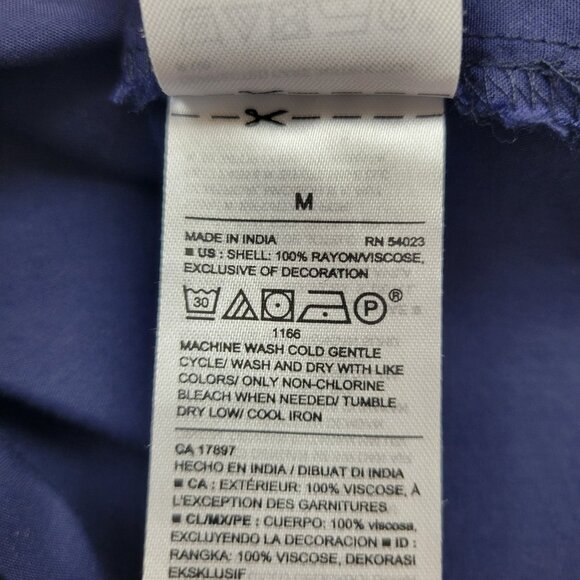 M
MADE IN INDIA RN 54023
■ US : SHELL: 100% RAYON/VISCOSE,
EXCLUSIVE OF DECORATION
30 P ®
1166
MACHINE WASH COLD GENTLE
CYCLE/ WASH AND DRY WITH LIKE
COLORS/ ONLY NON-CHLORINE
BLEACH WHEN NEEDED/ TUMBLE
DRY LOW/ COOL IRON
CA 17897
HECHO EN INDIA / DIBUAT DI INDIA
■ CA : EXTÉRIEUR: 100% VISCOSE, À
L'EXCEPTION DES GARNITURES
■ CL/MX/PE : CUERPO: 100% viscosa,
EXCLUYENDO LA DECORACION ■ ID :
RANGKA: 100% VISCOSE, DEKORASI
EKSKLUSIF